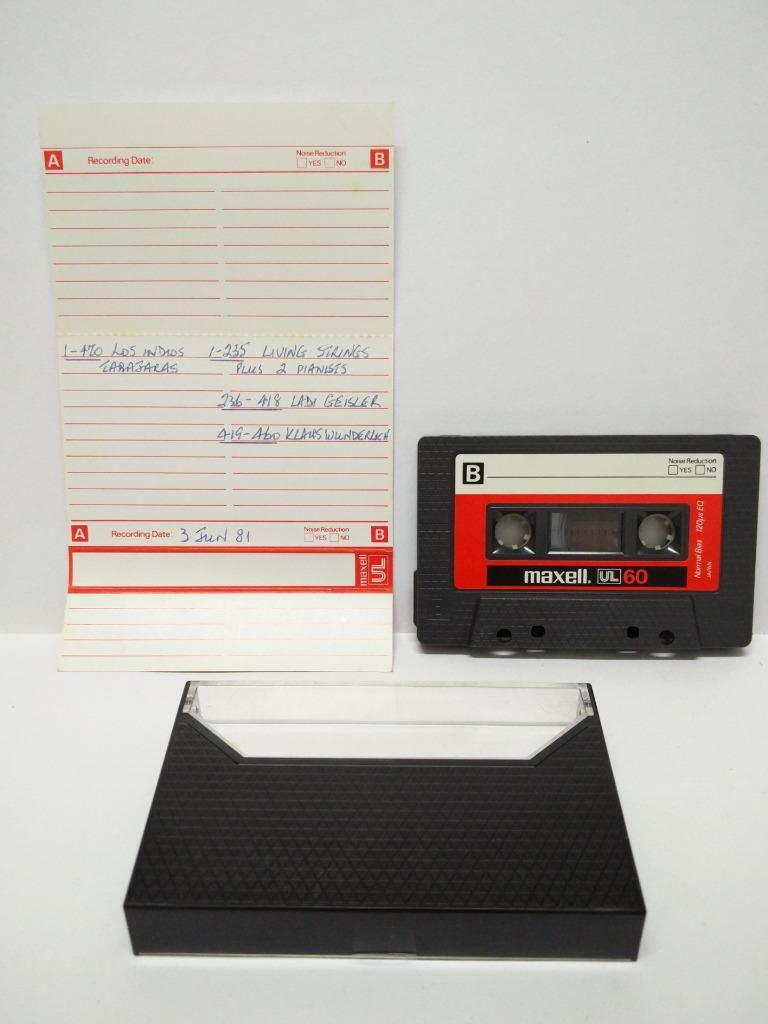 A Recording Date: Noise Reduction YES NO B
1-470 LOS INDIOS
TABAJARAS
1-235 LIVING STRINGS
PLUS 2 PIANISTS
236-418 LADI GEISLER
419-460 KLAUS WUNDERLICH
A Recording Date: 3 JUN 81 Noise Reduction YES NO B
maxell UL
B Noise Reduction YES NO
Normal Bias 120μs EQ
JAPAN
maxell. UL 60